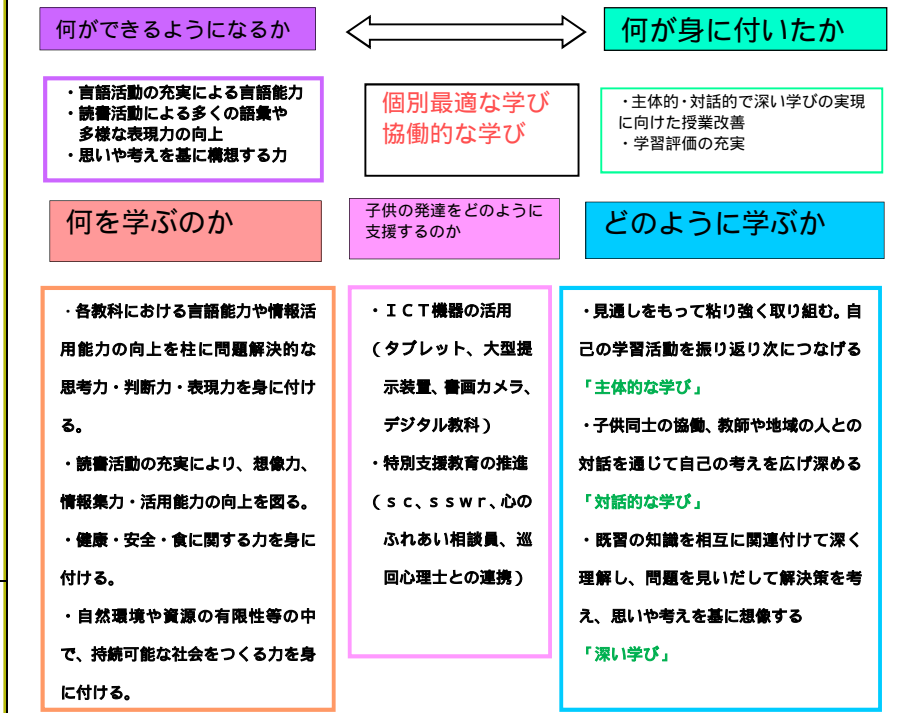 何ができるようになるか
何が身に付いたか
・言語活動の充実による言語能力
・読書活動による多くの語彙や
多様な表現力の向上
・思いや考えを基に構想する力
個別最適な学び
協働的な学び
・主体的・対話的で深い学びの実現
に向けた授業改善
・学習評価の充実
何を学ぶのか
子供の発達をどのように
支援するのか
どのように学ぶか
・各教科における言語能力や情報活
用能力の向上を柱に問題解決的な
思考力・判断力・表現力を身に付け
る。
・読書活動の充実により、想像力、
情報集力・活用能力の向上を図る。
・健康・安全・食に関する力を身に
付ける。
・自然環境や資源の有限性等の中
で、持続可能な社会をつくる力を身
に付ける。
・ＩＣＴ機器の活用
（タブレット、大型提
示装置、書画カメラ、
デジタル教科）
・特別支援教育の推進
（ｓｃ、ｓｓｗｒ、心の
ふれあい相談員、巡
回心理士との連携）
・見通しをもって粘り強く取り組む。自
己の学習活動を振り返り次につなげる
「主体的な学び」
・子供同士の協働、教師や地域の人との
対話を通じて自己の考えを広げ深める
「対話的な学び」
・既習の知識を相互に関連付けて深く
理解し、問題を見いだして解決策を考
え、思いや考えを基に想像する
「深い学び」